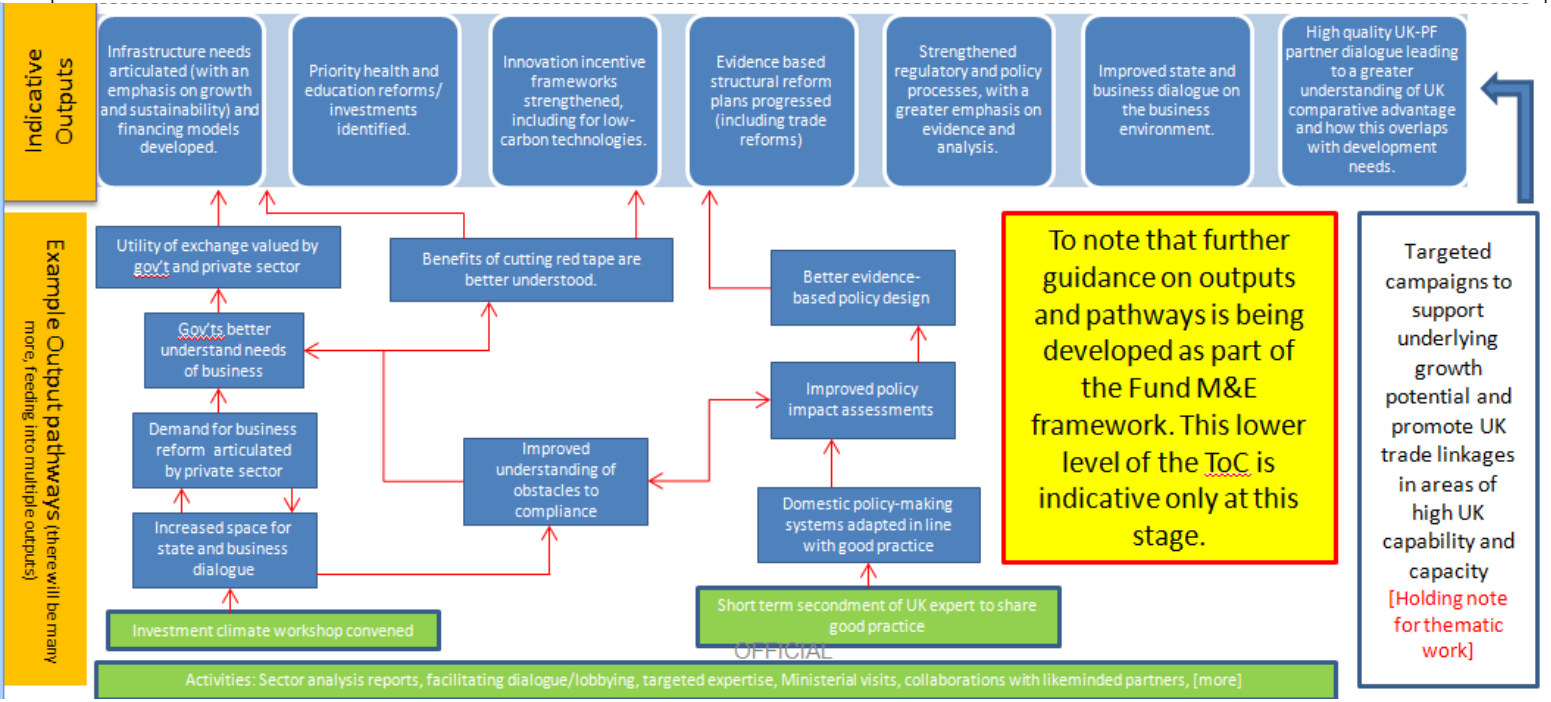 Indicative
Outputs
Infrastructure needs
articulated (with an
emphasis on growth
and sustainability) and
financing models
developed.
Priority health and
education reforms/
investments
identified.
Innovation incentive
frameworks
strengthened,
including for low-
carbon technologies.
Evidence based
structural reform
plans progressed
(including trade
reforms)
Strengthened
regulatory and policy
processes, with a
greater emphasis on
evidence and
analysis.
Improved state and
business dialogue on
the business
environment.
High quality UK-PF
partner dialogue leading
to a greater
understanding of UK
comparative advantage
and how this overlaps
with development
needs.
Example Output pathways (there will be many
more, feeding into multiple outputs)
Utility of exchange valued by
gov't and private sector
Benefits of cutting red tape are
better understood.
Better evidence-
based policy design
Gov'ts better
understand needs
of business
Improved policy
impact assessments
Demand for business
reform articulated
by private sector
Improved
understanding of
obstacles to
compliance
Domestic policy-making
systems adapted in line
with good practice
Increased space for
state and business
dialogue
Investment climate workshop convened
Short term secondment of UK expert to share
good practice
OFFICIAL
Activities: Sector analysis reports, facilitating dialogue/lobbying, targeted expertise, Ministerial visits, collaborations with likeminded partners, [more]
To note that further
guidance on outputs
and pathways is being
developed as part of
the Fund M&E
framework. This lower
level of the ToC is
indicative only at this
stage.
Targeted
campaigns to
support
underlying
growth
potential and
promote UK
trade linkages
in areas of
high UK
capability and
capacity
[Holding note
for thematic
work]